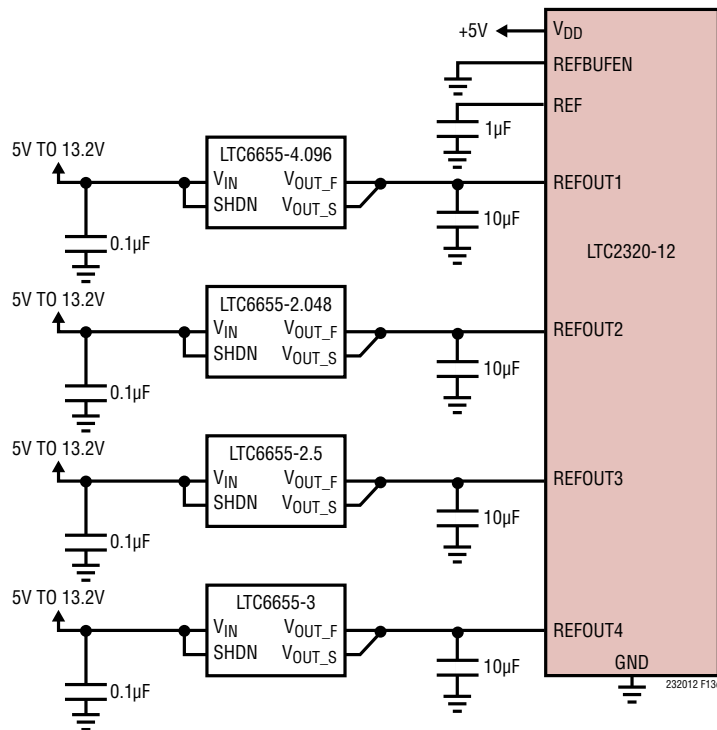 +5V
VDD
REFBUFEN
REF
1µF
5V TO 13.2V
LTC6655-4.096
VIN
VOUT_F
SHDN
VOUT_S
0.1µF
10µF
REFOUT1
LTC2320-12
5V TO 13.2V
LTC6655-2.048
VIN
VOUT_F
SHDN
VOUT_S
0.1µF
10µF
REFOUT2
5V TO 13.2V
LTC6655-2.5
VIN
VOUT_F
SHDN
VOUT_S
0.1µF
10µF
REFOUT3
5V TO 13.2V
LTC6655-3
VIN
VOUT_F
SHDN
VOUT_S
0.1µF
10µF
REFOUT4
GND
232012